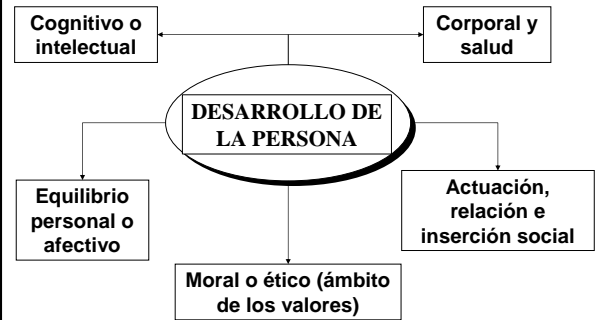 Cognitivo o
intelectual
Corporal y
salud
DESARROLLO DE
LA PERSONA
Equilibrio
personal o
afectivo
Actuación,
relación e
inserción social
Moral o ético (ámbito
de los valores)